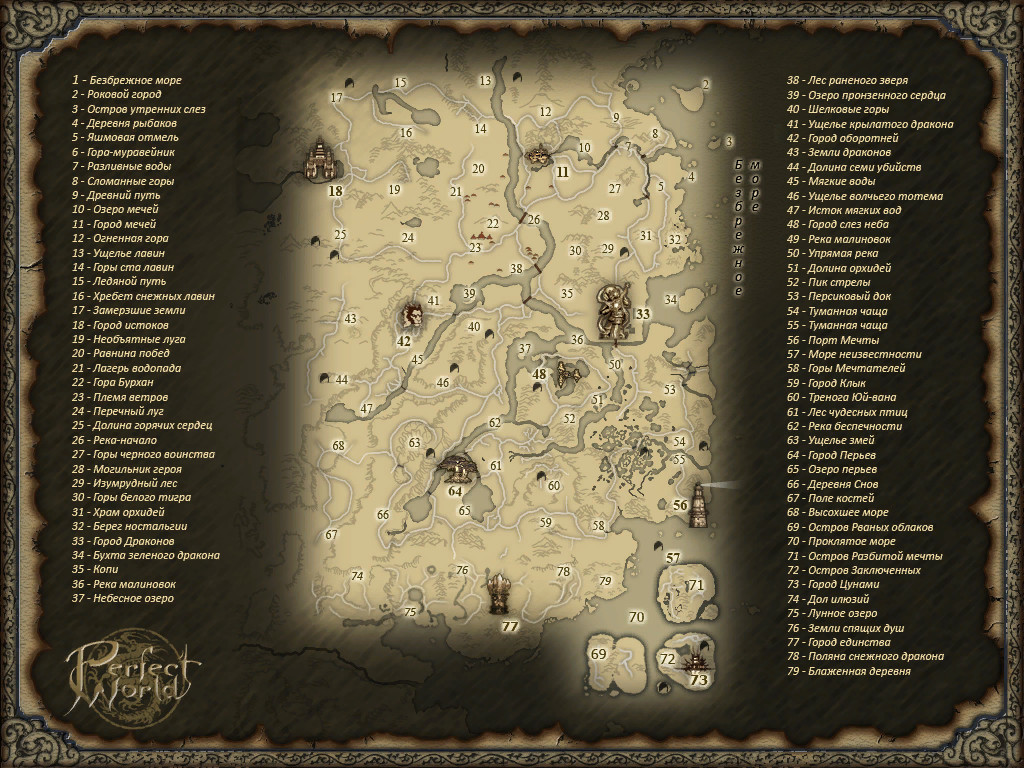 1 - Безбрежное море
2 - Роковой город
3 - Остров утренних слез
4 - Деревня рыбаков
5 - Яшмовая отмель
6 - Гора-муравейник
7 - Разливные воды
8 - Сломанные горы
9 - Древний путь
10 - Озеро мечей
11 - Город мечей
12 - Огненная гора
13 - Ущелье лавин
14 - Горы ста лавин
15 - Ледяной путь
16 - Хребет снежных лавин
17 - Замерзшие земли
18 - Город истоков
19 - Необъятные луга
20 - Равнина побед
21 - Лагерь водопада
22 - Гора Бурхан
23 - Племя ветров
24 - Перечный луг
25 - Долина горячих сердец
26 - Река-начало
27 - Горы черного воинства
28 - Могильник героя
29 - Изумрудный лес
30 - Горы белого тигра
31 - Храм орхидей
32 - Берег ностальгии
33 - Город Драконов
34 - Бухта зеленого дракона
35 - Копи
36 - Река малиновок
37 - Небесное озеро
Perfect World
17
15
13
12
9
2
16
14
8
3
10
7
11
4
18
19
20
21
27
5
28
26
22
25
24
23
30
29
31
32
38
41
39
35
34
33
43
42
40
36
37
45
50
48
44
46
53
47
51
52
62
68
63
54
55
61
60
64
56
65
66
59
58
67
57
74
76
78
79
71
75
77
70
69
72
73
Безбрежное
море
38 - Лес раненого зверя
39 - Озеро пронзенного сердца
40 - Шелковые горы
41 - Ущелье крылатого дракона
42 - Город оборотней
43 - Земли драконов
44 - Долина семи убийств
45 - Мягкие воды
46 - Ущелье волчьего тотема
47 - Исток мягких вод
48 - Город слез неба
49 - Река малиновок
50 - Упрямая река
51 - Долина орхидей
52 - Пик стрелы
53 - Персиковый док
54 - Туманная чаща
55 - Туманная чаща
56 - Порт Мечты
57 - Море неизвестности
58 - Горы Мечтателей
59 - Город Клык
60 - Тренога Юй-вана
61 - Лес чудесных птиц
62 - Река беспечности
63 - Ущелье змей
64 - Город Перьев
65 - Озеро перьев
66 - Деревня Снов
67 - Поле костей
68 - Высохшее море
69 - Остров Рваных облаков
70 - Проклятое море
71 - Остров Разбитой мечты
72 - Остров Заключенных
73 - Город Цунами
74 - Дол илюзий
75 - Лунное озеро
76 - Земли спящих душ
77 - Город единства
78 - Поляна снежного дракона
79 - Блаженная деревня